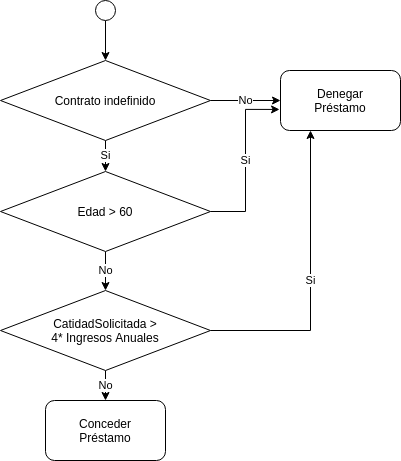 Contrato indefinido
No
Denegar
Préstamo
Si
Edad > 60
Si
No
CatidadSolicitada >
4* Ingresos Anuales
Si
No
Conceder
Préstamo